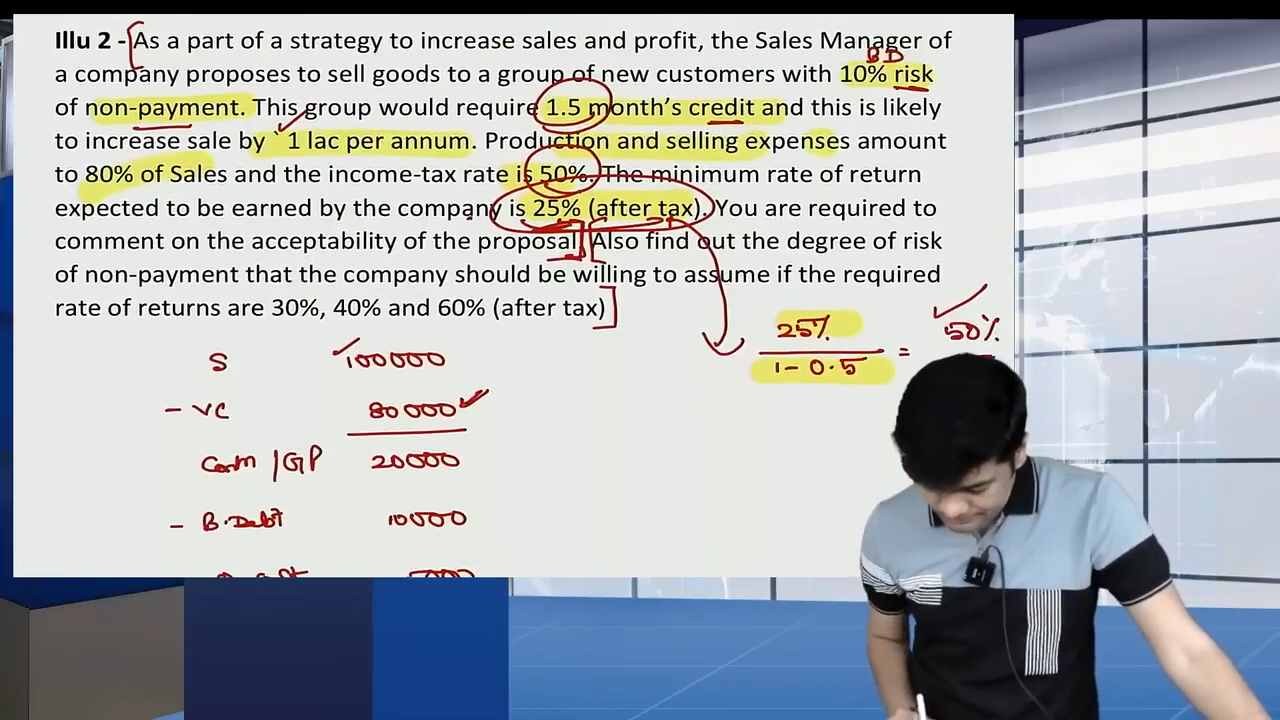 Illu 2 - As a part of a strategy to increase sales and profit, the Sales Manager of
a company proposes to sell goods to a group of new customers with 10% risk
BD
of non-payment. This group would require 1.5 month's credit and this is likely
to increase sale by ` 1 lac per annum. Production and selling expenses amount
to 80% of Sales and the income-tax rate is 50%. The minimum rate of return
expected to be earned by the company is 25% (after tax). You are required to
comment on the acceptability of the proposal. Also find out the degree of risk
of non-payment that the company should be willing to assume if the required
rate of returns are 30%, 40% and 60% (after tax)
25%
1 - 0.5
= 50%
S 100000
- VC 80000
/GP 20000
- B.Debt 10000